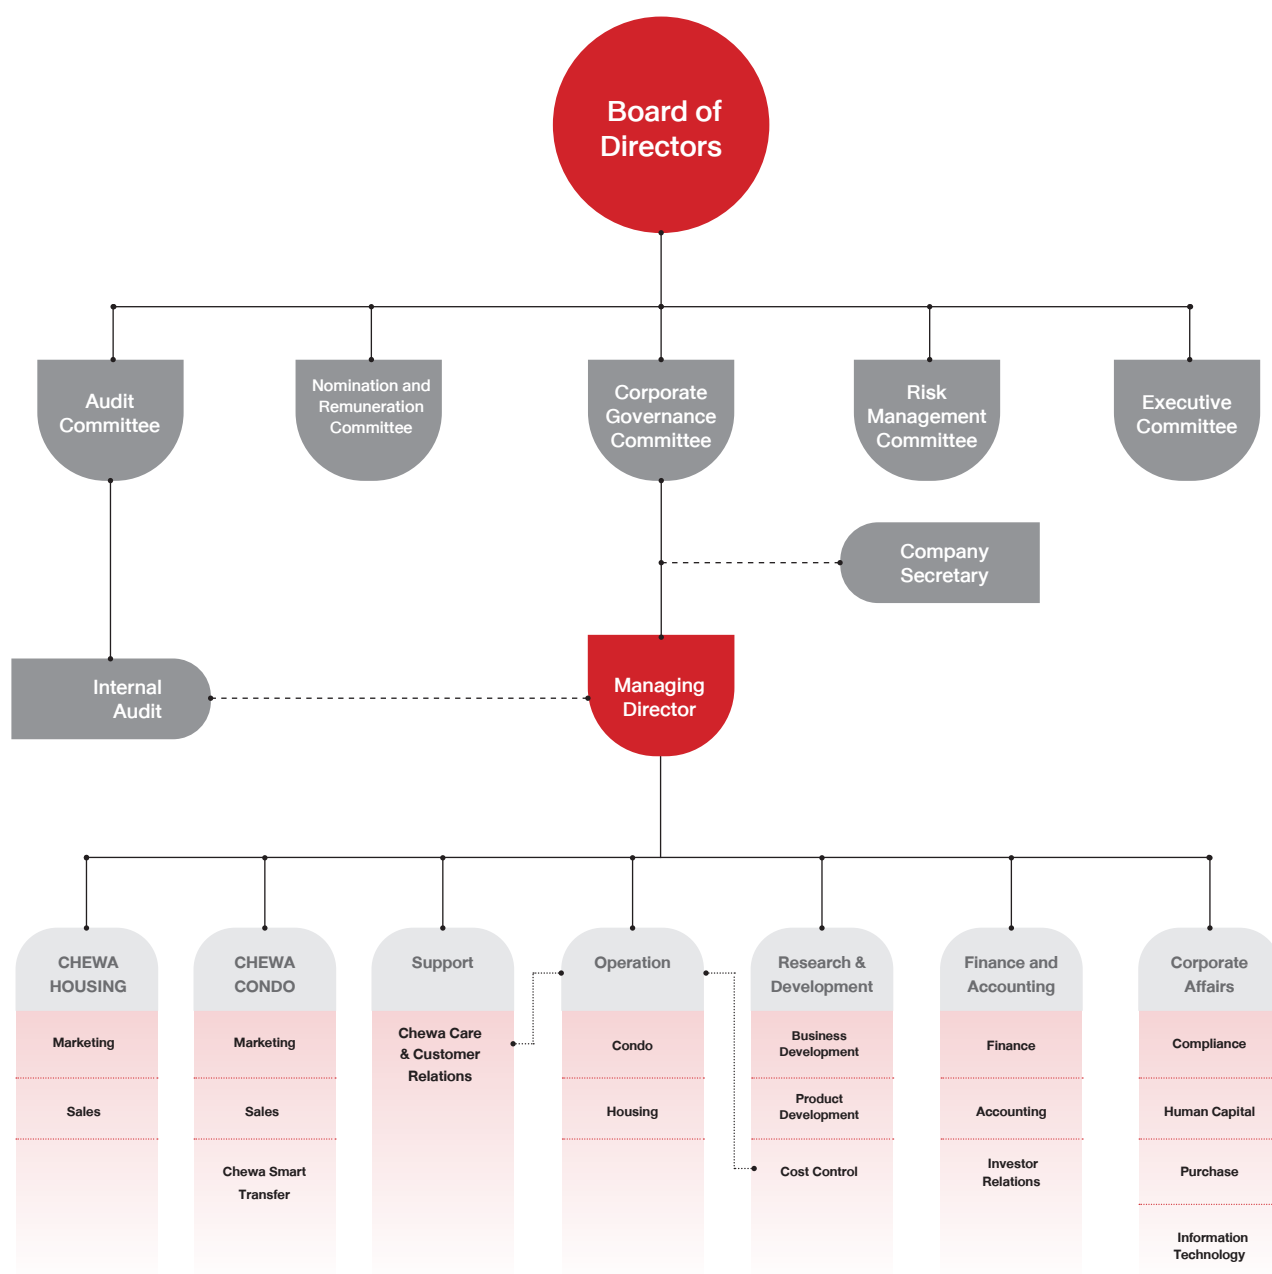 Board of
Directors
Audit
Committee
Nomination and
Remuneration
Committee
Corporate
Governance
Committee
Risk
Management
Committee
Executive
Committee
Company
Secretary
Internal
Audit
Managing
Director
CHEWA
HOUSING
Marketing
Sales
CHEWA
CONDO
Marketing
Sales
Chewa Smart
Transfer
Support
Chewa Care
& Customer
Relations
Operation
Condo
Housing
Research &
Development
Business
Development
Product
Development
Cost Control
Finance and
Accounting
Finance
Accounting
Investor
Relations
Corporate
Affairs
Compliance
Human Capital
Purchase
Information
Technology